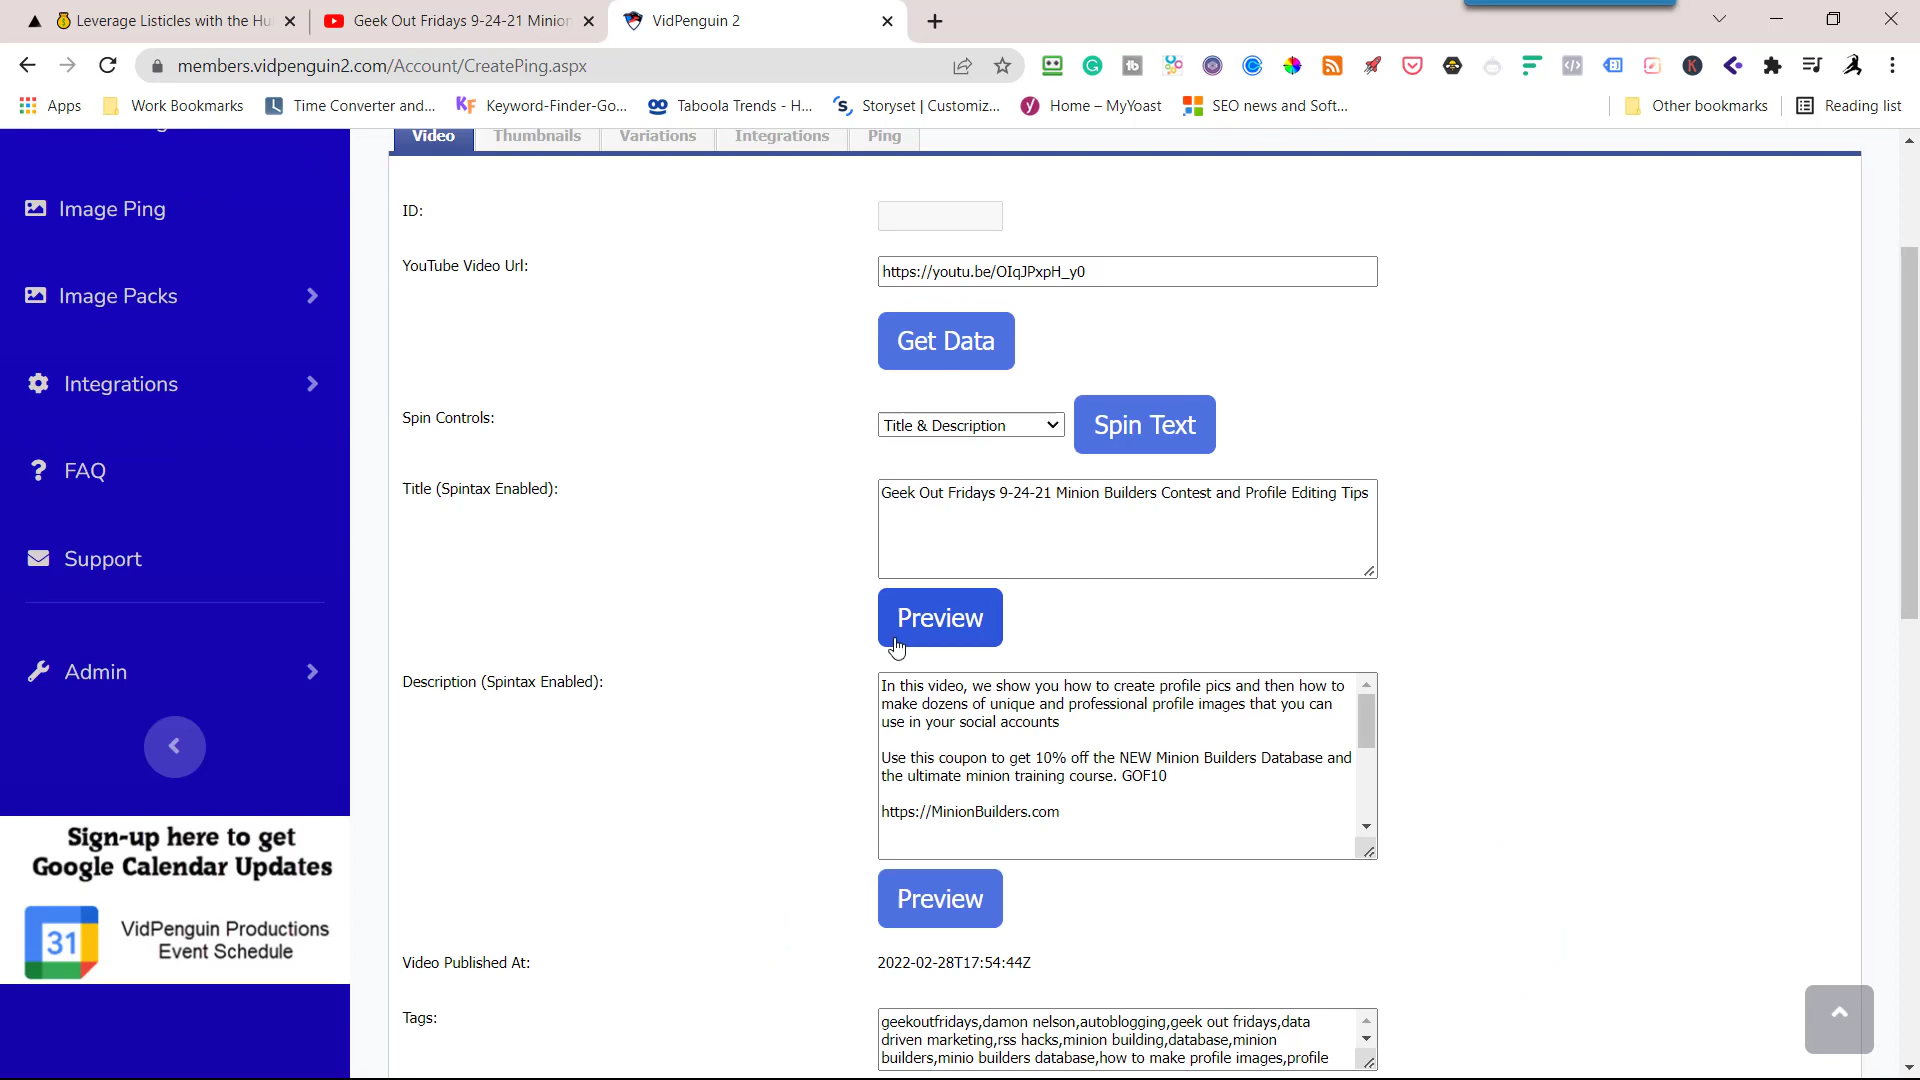 Leverage Listicles with the Hu
Geek Out Fridays 9-24-21 Minion
VidPenguin 2
members.vidpenguin2.com/Account/CreatePing.aspx
Apps
Work Bookmarks
Time Converter and...
Keyword-Finder-Go...
Taboola Trends - H...
Storyset | Customiz...
Home – MyYoast
SEO news and Soft...
Other bookmarks
Reading list
Video
Thumbnails
Variations
Integrations
Ping
Image Ping
Image Packs
Integrations
FAQ
Support
Admin
Sign-up here to get
Google Calendar Updates
31
VidPenguin Productions
Event Schedule
ID:
YouTube Video Url:
https://youtu.be/OIqJPxpH_y0
Get Data
Spin Controls:
Title & Description
Spin Text
Title (Spintax Enabled):
Geek Out Fridays 9-24-21 Minion Builders Contest and Profile Editing Tips
Preview
Description (Spintax Enabled):
In this video, we show you how to create profile pics and then how to
make dozens of unique and professional profile images that you can
use in your social accounts
Use this coupon to get 10% off the NEW Minion Builders Database and
the ultimate minion training course. GOF10
https://MinionBuilders.com
Preview
Video Published At:
2022-02-28T17:54:44Z
Tags:
geekoutfridays,damon nelson,autoblogging,geek out fridays,data
driven marketing,rss hacks,minion building,database,minion
builders,minio builders database,how to make profile images,profile